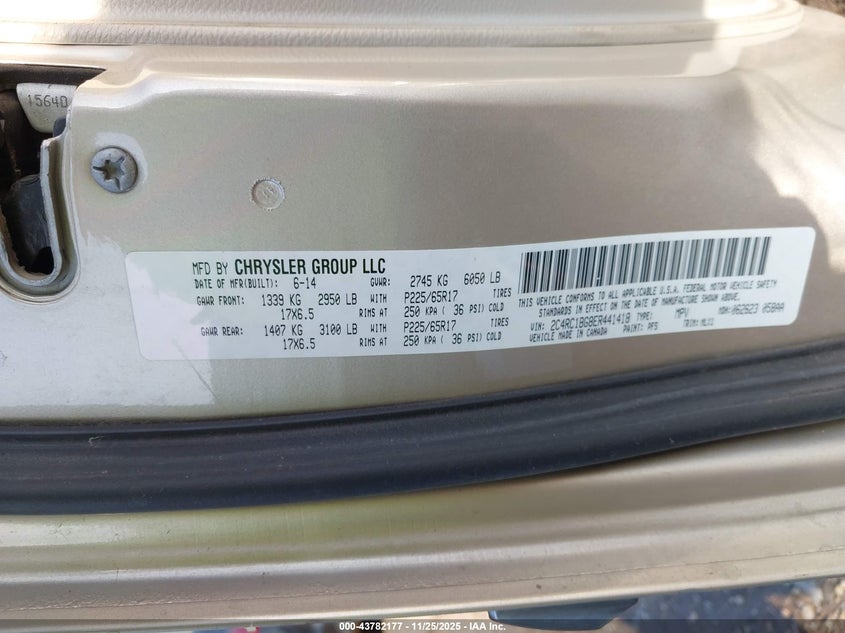 1564D
MFD BY CHRYSLER GROUP LLC
DATE OF MFR(BUILT): 6-14 GVWR: 2745 KG 6050 LB
GAWR FRONT: 1339 KG 2950 LB WITH P225/65R17 TIRES
17X6.5 RIMS AT 250 KPA ( 36 PSI) COLD
GAWR REAR: 1407 KG 3100 LB WITH P225/65R17 TIRES
17X6.5 RIMS AT 250 KPA ( 36 PSI) COLD
THIS VEHICLE CONFORMS TO ALL APPLICABLE U.S.A. FEDERAL MOTOR VEHICLE SAFETY
STANDARDS IN EFFECT ON THE DATE OF MANUFACTURE SHOWN ABOVE.
VIN: 2C4RC1BG8ER441418 TYPE: MPV MDH: 062623 058AA
VEHICLE MADE IN CANADA PAINT: PFS TRIM:
000-43782177 - 11/25/2025 - IAA Inc.